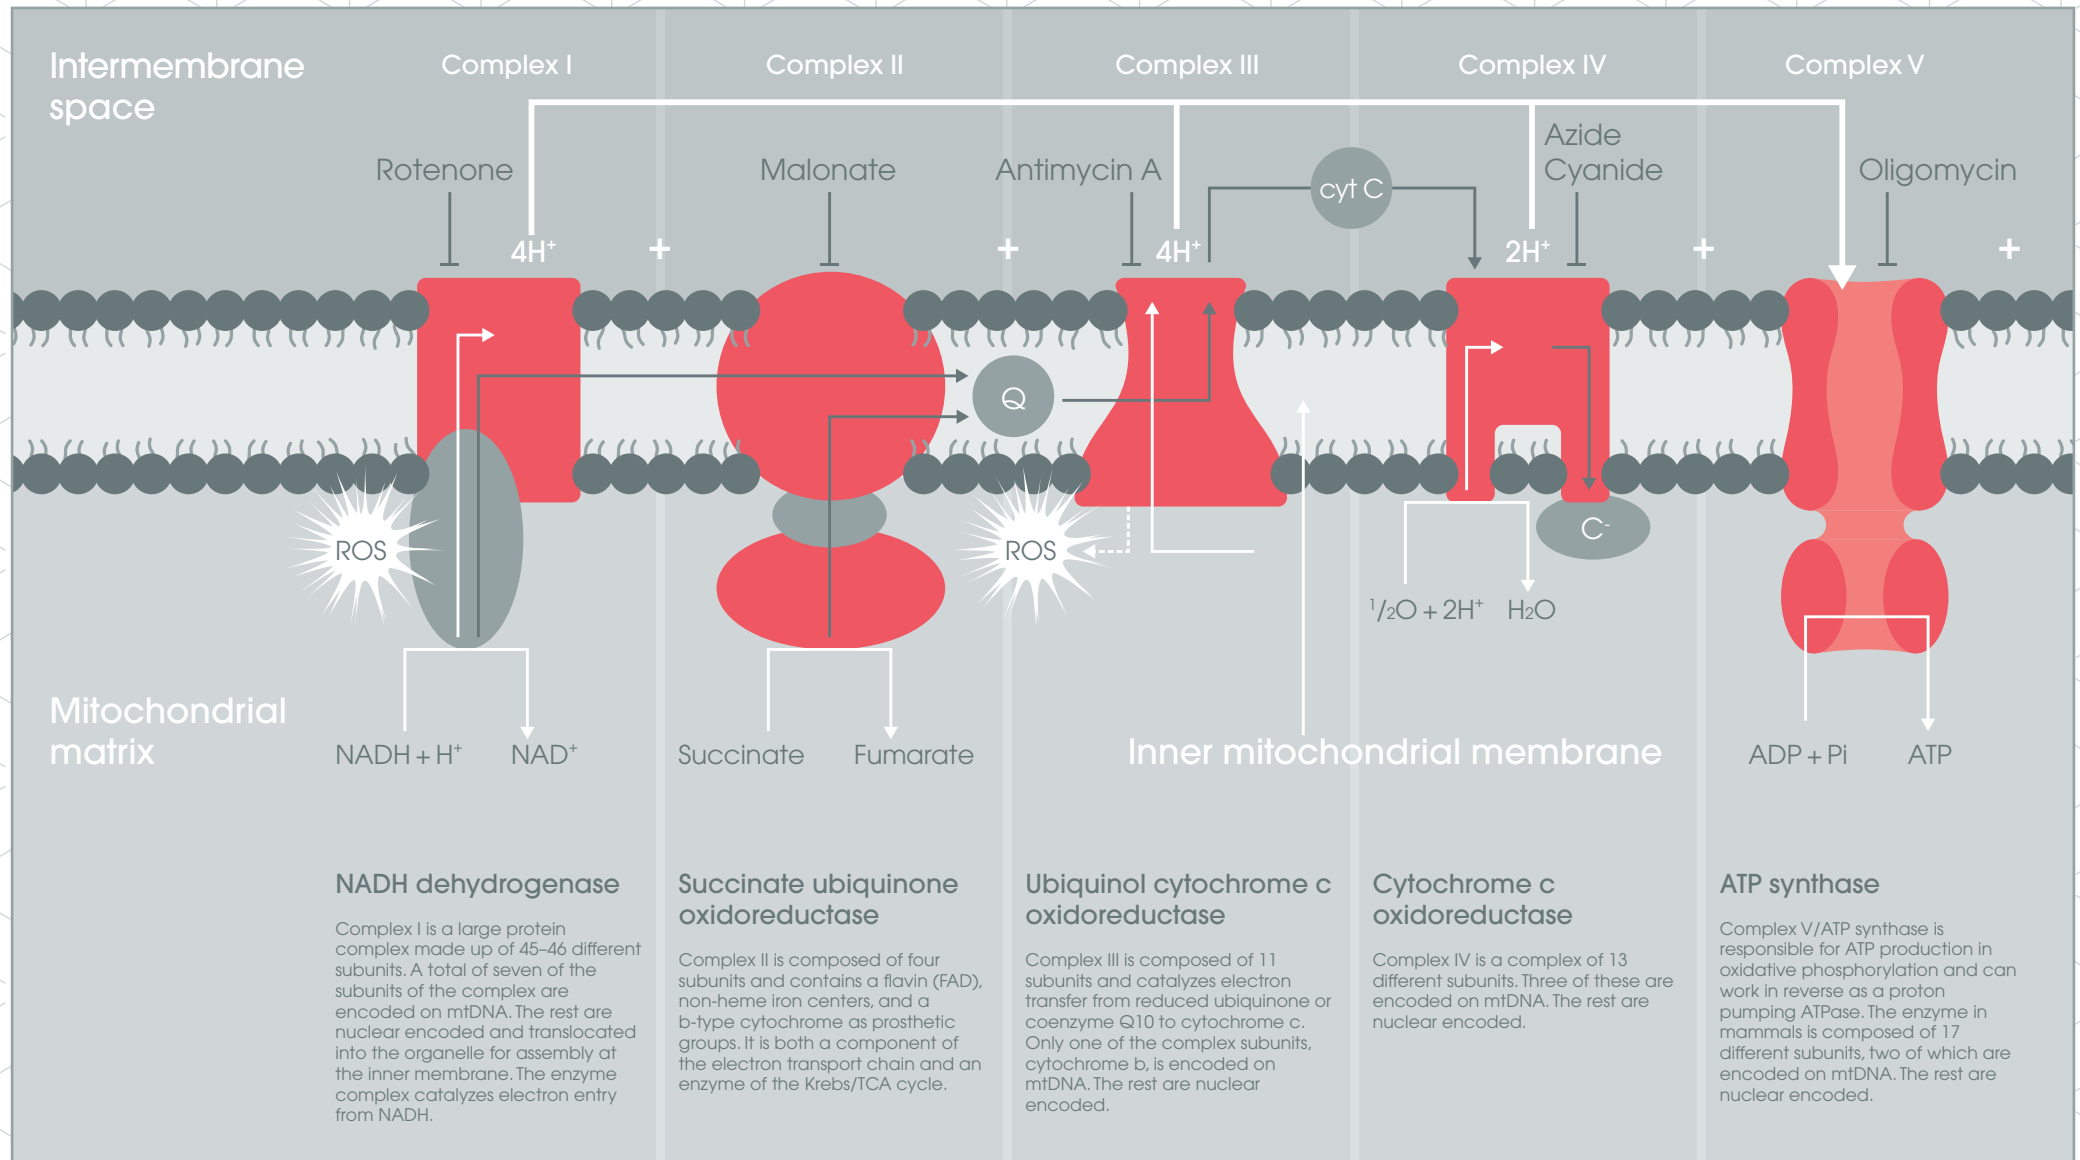 Intermembrane
space
Complex I
Complex II
Complex III
Complex IV
Complex V
Rotenone
Malonate
Antimycin A
cyt C
Azide
Cyanide
Oligomycin
4H⁺
+
+
4H⁺
2H⁺
+
+
Q
ROS
ROS
C⁻
¹/₂O + 2H⁺
H₂O
Mitochondrial
matrix
NADH + H⁺
NAD⁺
Succinate
Fumarate
Inner mitochondrial membrane
ADP + Pi
ATP
NADH dehydrogenase
Complex I is a large protein
complex made up of 45–46 different
subunits. A total of seven of the
subunits of the complex are
encoded on mtDNA. The rest are
nuclear encoded and translocated
into the organelle for assembly at
the inner membrane. The enzyme
complex catalyzes electron entry
from NADH.
Succinate ubiquinone
oxidoreductase
Complex II is composed of four
subunits and contains a flavin (FAD),
non-heme iron centers, and a
b-type cytochrome as prosthetic
groups. It is both a component of
the electron transport chain and an
enzyme of the Krebs/TCA cycle.
Ubiquinol cytochrome c
oxidoreductase
Complex III is composed of 11
subunits and catalyzes electron
transfer from reduced ubiquinone or
coenzyme Q10 to cytochrome c.
Only one of the complex subunits,
cytochrome b, is encoded on
mtDNA. The rest are nuclear
encoded.
Cytochrome c
oxidoreductase
Complex IV is a complex of 13
different subunits. Three of these are
encoded on mtDNA. The rest are
nuclear encoded.
ATP synthase
Complex V/ATP synthase is
responsible for ATP production in
oxidative phosphorylation and can
work in reverse as a proton
pumping ATPase. The enzyme in
mammals is composed of 17
different subunits, two of which are
encoded on mtDNA. The rest are
nuclear encoded.